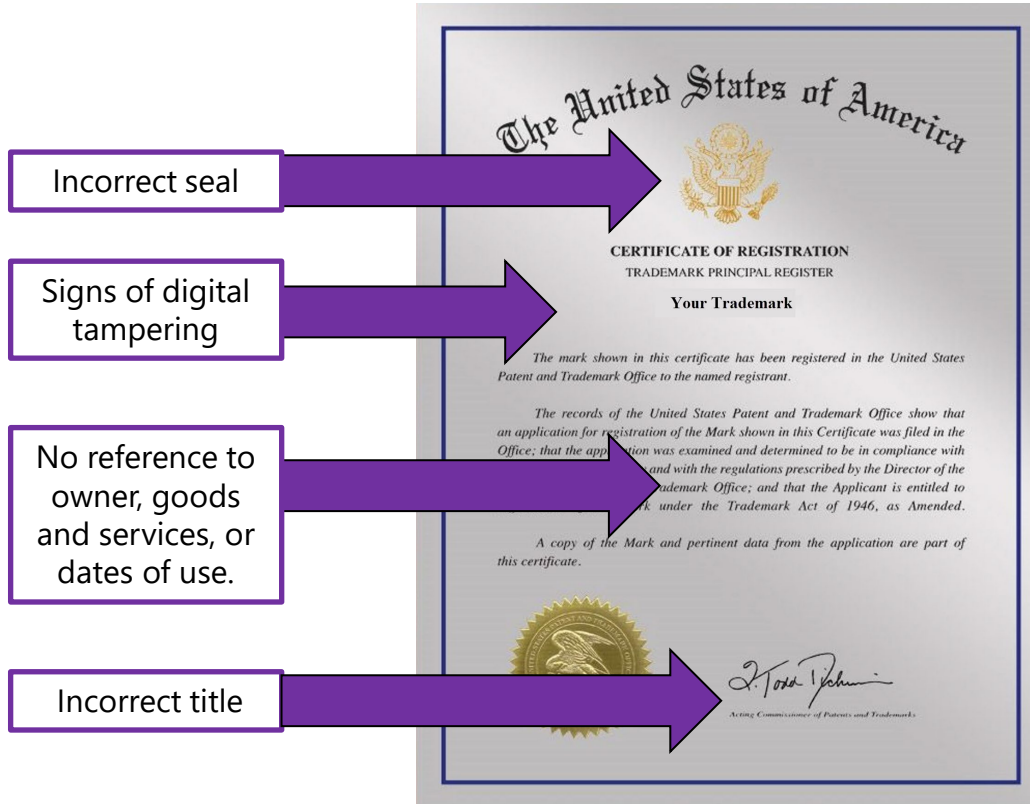 The United States of America
Incorrect seal
CERTIFICATE OF REGISTRATION
TRADEMARK PRINCIPAL REGISTER
Signs of digital
tampering
Your Trademark
The mark shown in this certificate has been registered in the United States
Patent and Trademark Office to the named registrant.
The records of the United States Patent and Trademark Office show that
an application for registration of the Mark shown in this Certificate was filed in the
Office; that the application was examined and determined to be in compliance with
and with the regulations prescribed by the Director of the
Trademark Office; and that the Applicant is entitled to
under the Trademark Act of 1946, as Amended.
No reference to
owner, goods
and services, or
dates of use.
A copy of the Mark and pertinent data from the application are part of
this certificate.
Incorrect title
Acting Commissioner of Patents and Trademarks